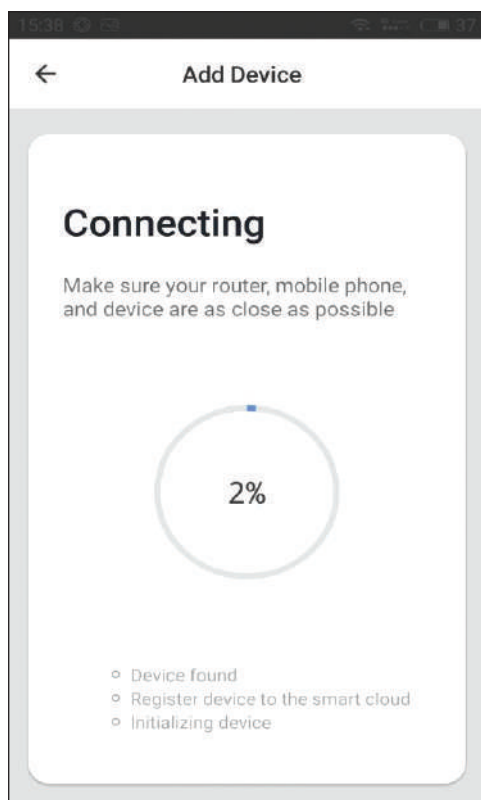 15:38
37
Add Device
Connecting
Make sure your router, mobile phone,
and device are as close as possible
2%
Device found
Register device to the smart cloud
Initializing device